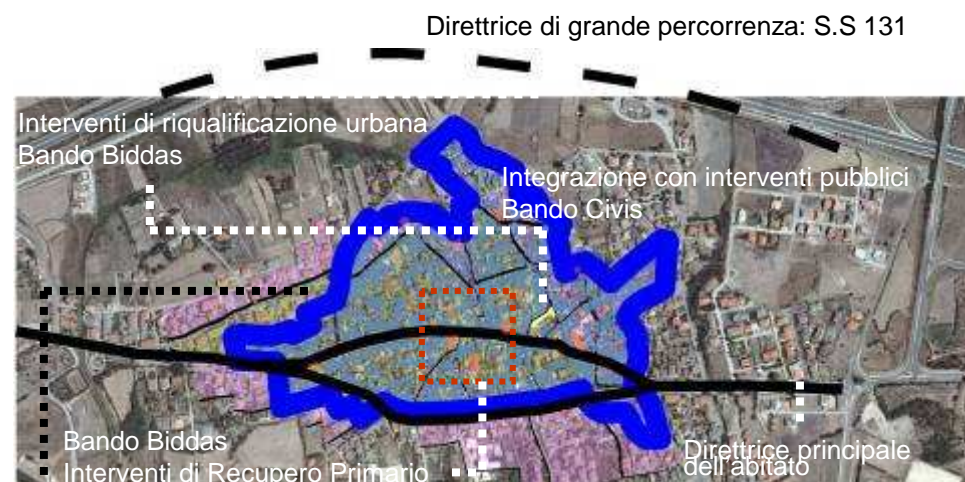 Direttrice di grande percorrenza: S.S 131
Interventi di riqualificazione urbana
Bando Biddas
Integrazione con interventi pubblici
Bando Civis
Bando Biddas
Interventi di Recupero Primario
Direttrice principale
dell'abitato